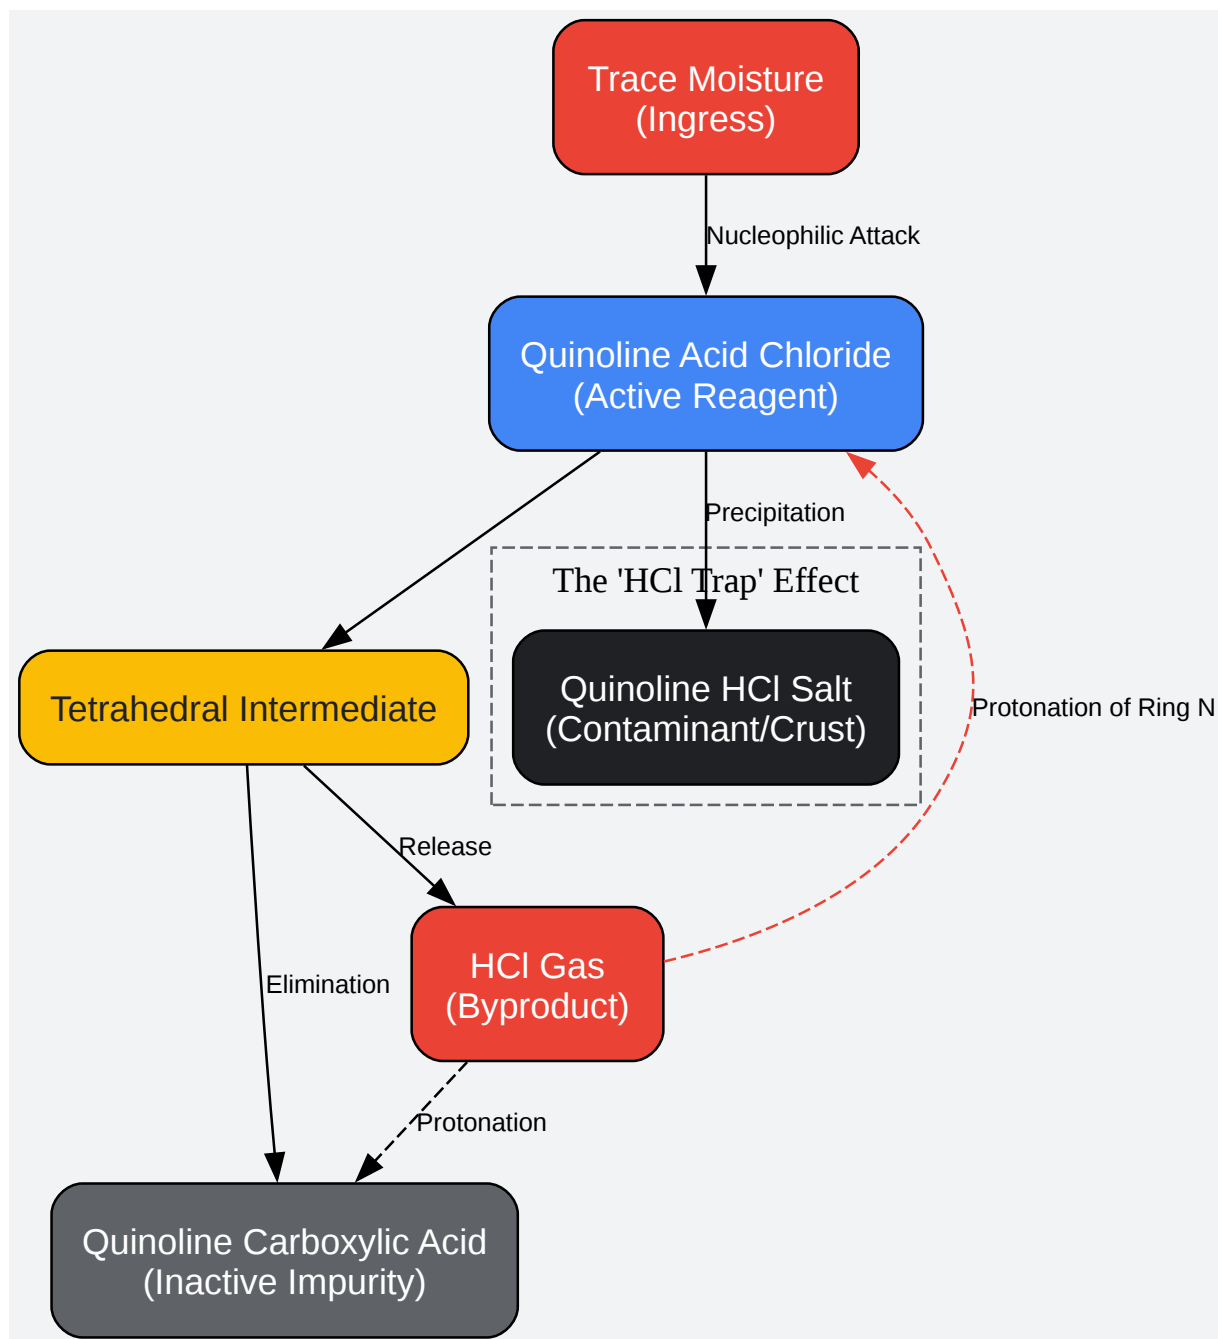 Trace Moisture
(Ingress)
Nucleophilic Attack
Quinoline Acid Chloride
(Active Reagent)
Precipitation
The 'HCl Trap' Effect
Quinoline HCl Salt
(Contaminant/Crust)
Tetrahedral Intermediate
Protonation of Ring N
Release
HCl Gas
(Byproduct)
Elimination
Protonation
Quinoline Carboxylic Acid
(Inactive Impurity)